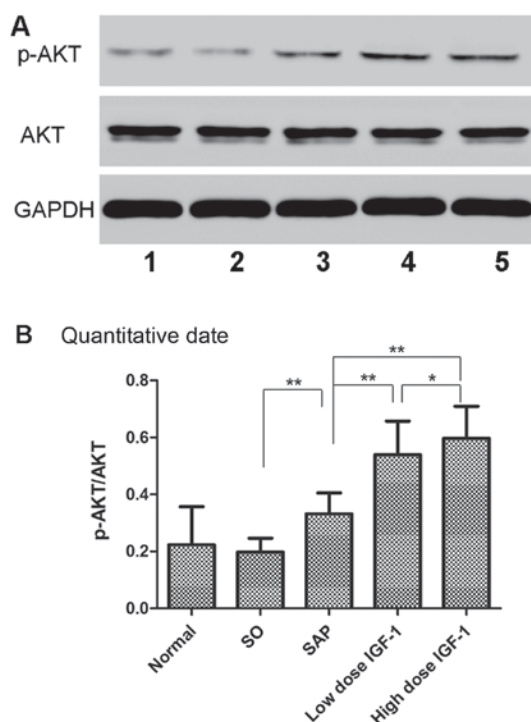 A
p-AKT
AKT
GAPDH
1 2 3 4 5
B Quantitative date
**
** ** *
0.8
0.6
0.4
0.2
0.0
p-AKT/AKT
Normal SO SAP Low dose IGF-1 High dose IGF-1